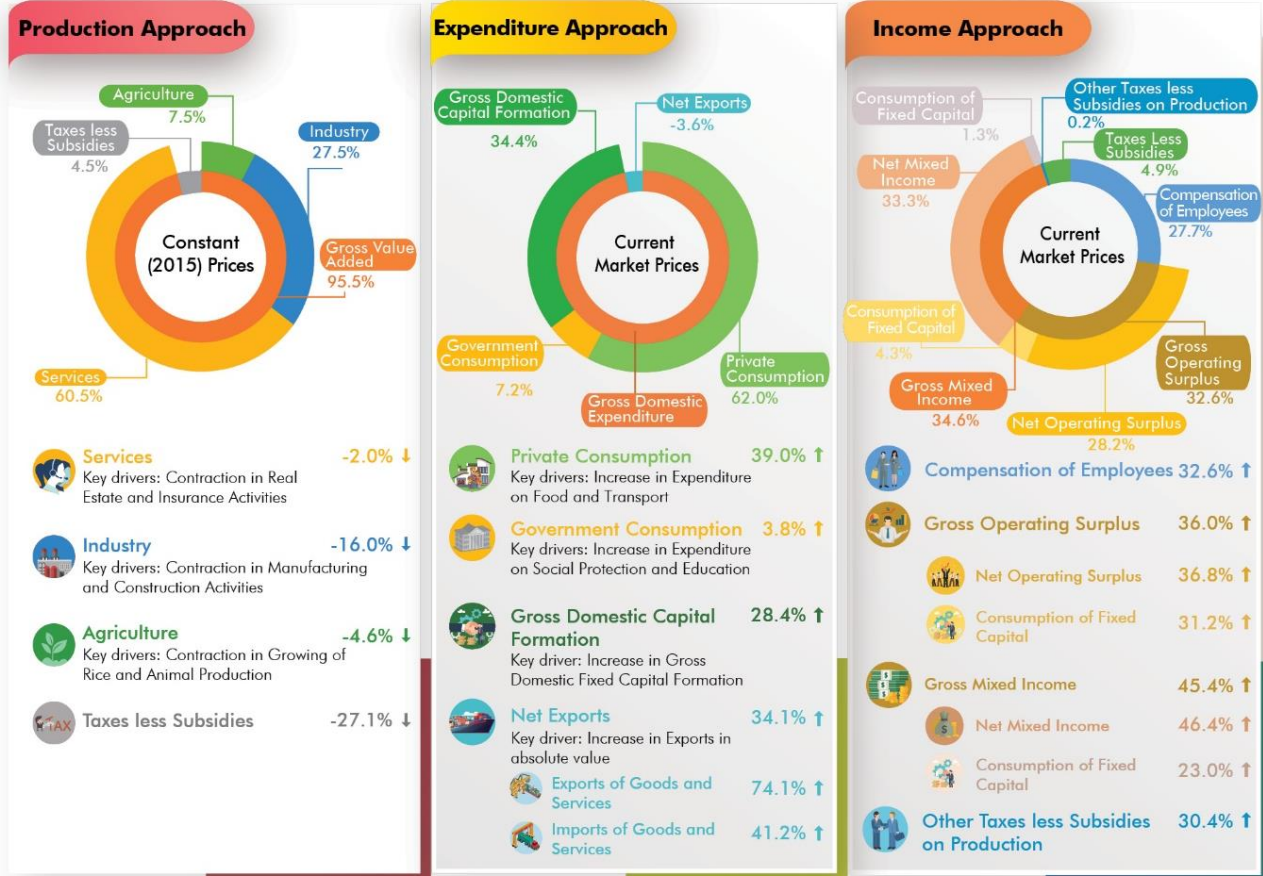 Production Approach
Agriculture
7.5%
Taxes less
Subsidies
4.5%
Industry
27.5%
Constant
(2015) Prices
Gross Value
Added
95.5%
Services
60.5%
Services -2.0% ↓
Key drivers: Contraction in Real
Estate and Insurance Activities
Industry -16.0% ↓
Key drivers: Contraction in Manufacturing
and Construction Activities
Agriculture -4.6% ↓
Key drivers: Contraction in Growing of
Rice and Animal Production
TAX
Taxes less Subsidies -27.1% ↓
Expenditure Approach
Gross Domestic
Capital Formation
34.4%
Net Exports
-3.6%
Current
Market Prices
Government
Consumption
7.2%
Private
Consumption
62.0%
Gross Domestic
Expenditure
Private Consumption 39.0% ↑
Key drivers: Increase in Expenditure
on Food and Transport
Government Consumption 3.8% ↑
Key drivers: Increase in Expenditure
on Social Protection and Education
Gross Domestic Capital 28.4% ↑
Formation
Key driver: Increase in Gross
Domestic Fixed Capital Formation
Net Exports 34.1% ↑
Key driver: Increase in Exports in
absolute value
Exports of Goods and 74.1% ↑
Services
Imports of Goods and 41.2% ↑
Services
Income Approach
Consumption of
Fixed Capital
1.3%
Other Taxes less
Subsidies on Production
0.2%
Taxes Less
Subsidies
4.9%
Net Mixed
Income
33.3%
Compensation
of Employees
27.7%
Current
Market Prices
Consumption of
Fixed Capital
4.3%
Gross
Operating
Surplus
32.6%
Gross Mixed
Income
34.6%
Net Operating Surplus
28.2%
Compensation of Employees 32.6% ↑
Gross Operating Surplus 36.0% ↑
Net Operating Surplus 36.8% ↑
Consumption of Fixed 31.2% ↑
Capital
Gross Mixed Income 45.4% ↑
Net Mixed Income 46.4% ↑
Consumption of Fixed 23.0% ↑
Capital
Other Taxes less Subsidies 30.4% ↑
on Production